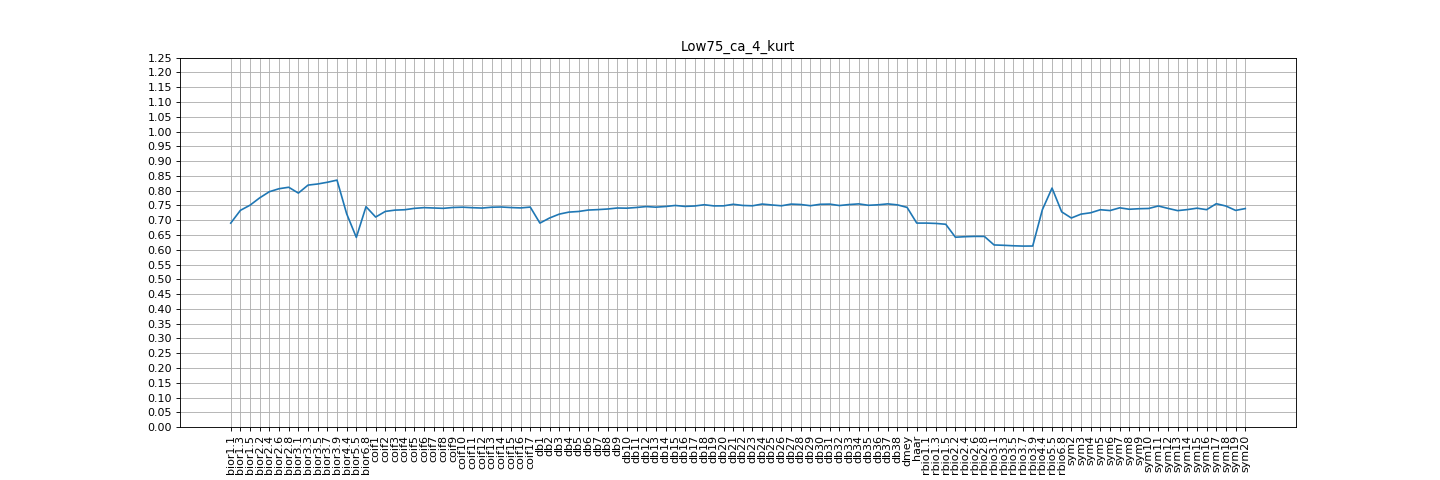 Low75_ca_4_kurt
1.25
1.20
1.15
1.10
1.05
1.00
0.95
0.90
0.85
0.80
0.75
0.70
0.65
0.60
0.55
0.50
0.45
0.40
0.35
0.30
0.25
0.20
0.15
0.10
0.05
0.00
bior1.1
bior1.3
bior1.5
bior2.2
bior2.4
bior2.6
bior2.8
bior3.1
bior3.3
bior3.5
bior3.7
bior3.9
bior4.4
bior5.5
bior6.8
coif1
coif2
coif3
coif4
coif5
coif6
coif7
coif8
coif9
coif10
coif11
coif12
coif13
coif14
coif15
coif16
coif17
db1
db2
db3
db4
db5
db6
db7
db8
db9
db10
db11
db12
db13
db14
db15
db16
db17
db18
db19
db20
db21
db22
db23
db24
db25
db26
db27
db28
db29
db30
db31
db32
db33
db34
db35
db36
db37
db38
dmey
haar
rbio1.1
rbio1.3
rbio1.5
rbio2.2
rbio2.4
rbio2.6
rbio2.8
rbio3.1
rbio3.3
rbio3.5
rbio3.7
rbio3.9
rbio4.4
rbio5.5
rbio6.8
sym2
sym3
sym4
sym5
sym6
sym7
sym8
sym9
sym10
sym11
sym12
sym13
sym14
sym15
sym16
sym17
sym18
sym19
sym20